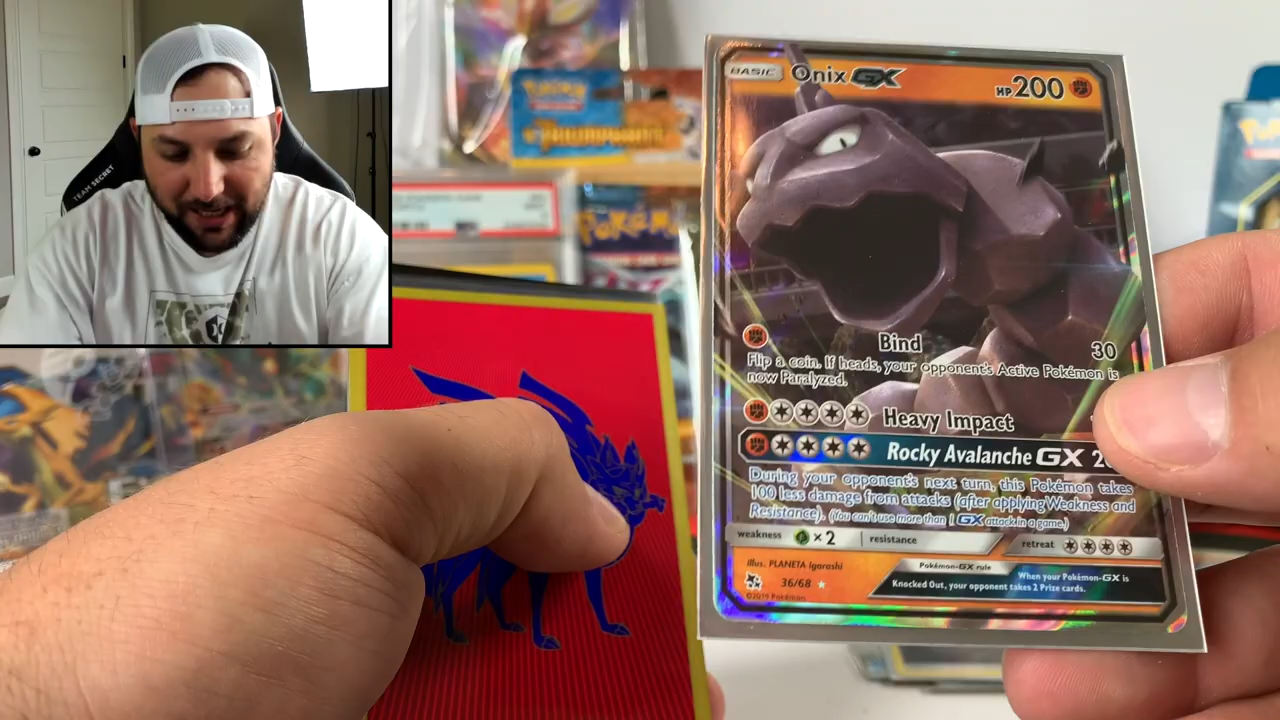 TEAM SECRET
Pokémon
TRIUMPHANT
Pokémon
BASIC Onix GX HP 200
Bind 30
Flip a coin. If heads, your opponent's Active Pokémon is
now Paralyzed.
Heavy Impact
Rocky Avalanche GX 2
During your opponent's next turn, this Pokémon takes
100 less damage from attacks (after applying Weakness and
Resistance). (You can't use more than 1 GX attack in a game.)
weakness ×2 resistance retreat
Illus. PLANETA Igarashi
36/68
©2019 Pokémon
Pokémon-GX rule
When your Pokémon-GX is
Knocked Out, your opponent takes 2 Prize cards.